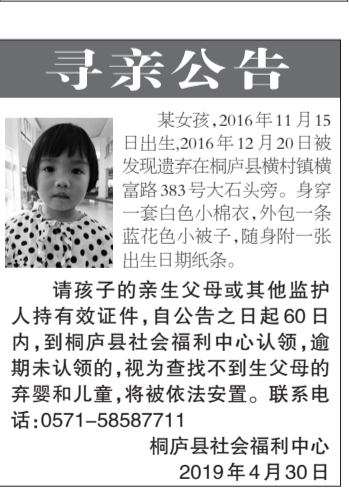 寻亲公告
某女孩,2016年11月15
日出生,2016年12月20日被
发现遗弃在桐庐县横村镇横
富路383号大石头旁。身穿
一套白色小棉衣,外包一条
蓝花色小被子,随身附一张
出生日期纸条。
请孩子的亲生父母或其他监护
人持有效证件,自公告之日起60日
内,到桐庐县社会福利中心认领,逾
期未认领的,视为查找不到生父母的
弃婴和儿童,将被依法安置。联系电
话:0571-58587711
桐庐县社会福利中心
2019年4月30日